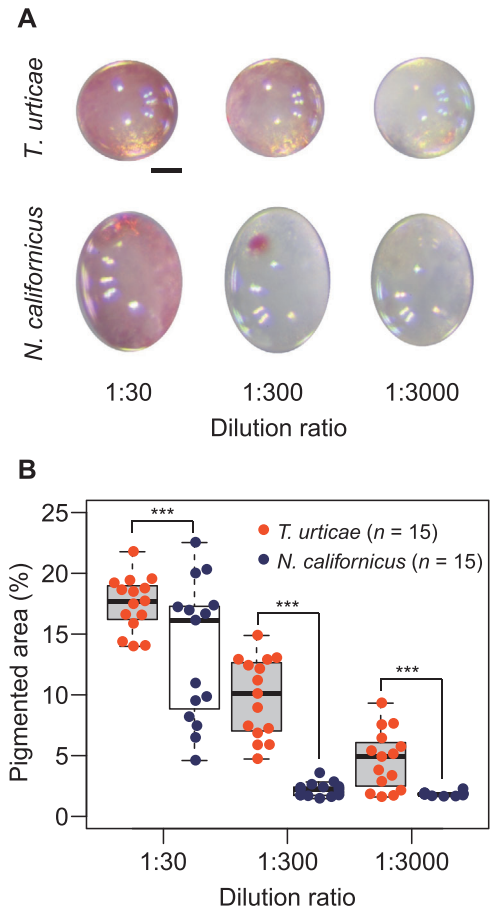 A
T. urticae
N. californicus
1:30 1:300 1:3000
Dilution ratio
B
Pigmented area (%)
25
20
15
10
5
0
***
***
***
T. urticae (n = 15)
N. californicus (n = 15)
1:30 1:300 1:3000
Dilution ratio